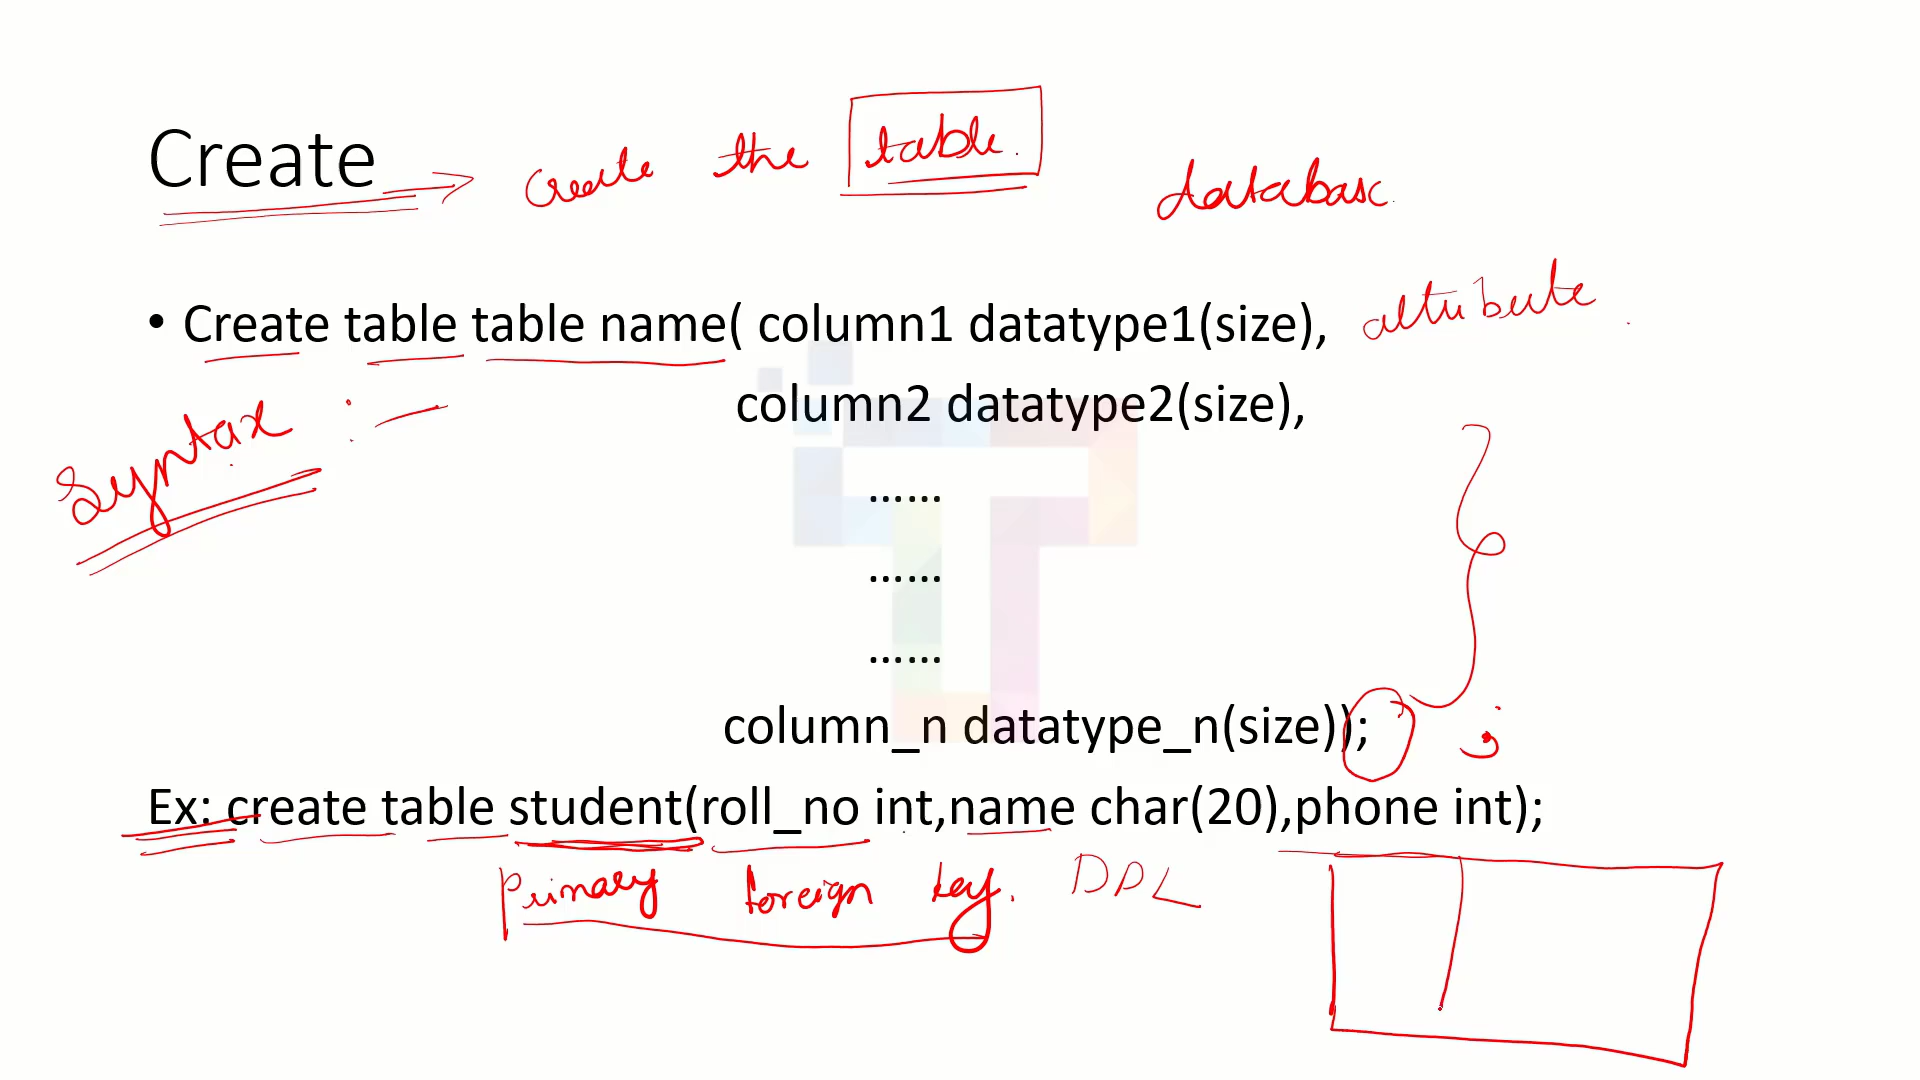 Create create the table. database.
• Create table table name( column1 datatype1(size), attribute.
column2 datatype2(size),
Syntax :-
......
......
......
column_n datatype_n(size)); ;
Ex: create table student(roll_no int,name char(20),phone int);
Primary foreign key. DDL